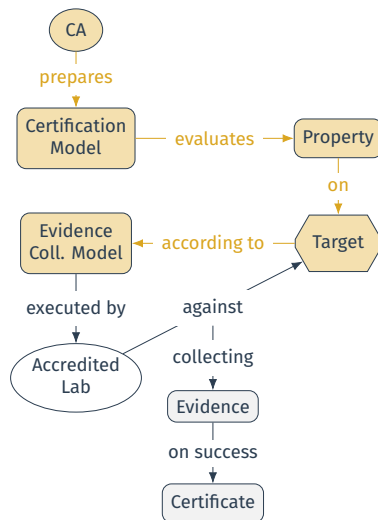 CA
prepares
Certification
Model
evaluates
Property
on
Target
according to
Evidence
Coll. Model
executed by
Accredited
Lab
against
collecting
Evidence
on success
Certificate